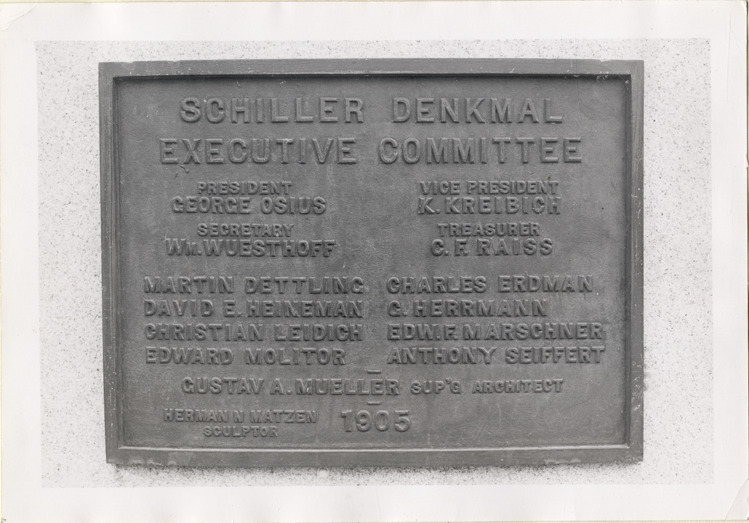 SCHILLER DENKMAL
EXECUTIVE COMMITTEE
PRESIDENT VICE PRESIDENT
GEORGE OSIUS K. KREIBICH
SECRETARY TREASURER
WM. WUESTHOFF C. F. RAISS
MARTIN DETTLING CHARLES ERDMAN
DAVID E. HEINEMAN G. HERRMANN
CHRISTIAN LEIDICH EDW. F. MARSCHNER
EDWARD MOLITOR ANTHONY SEIFFERT
GUSTAV A. MUELLER SUP'G ARCHITECT
HERMAN N MATZEN 1905
SCULPTOR